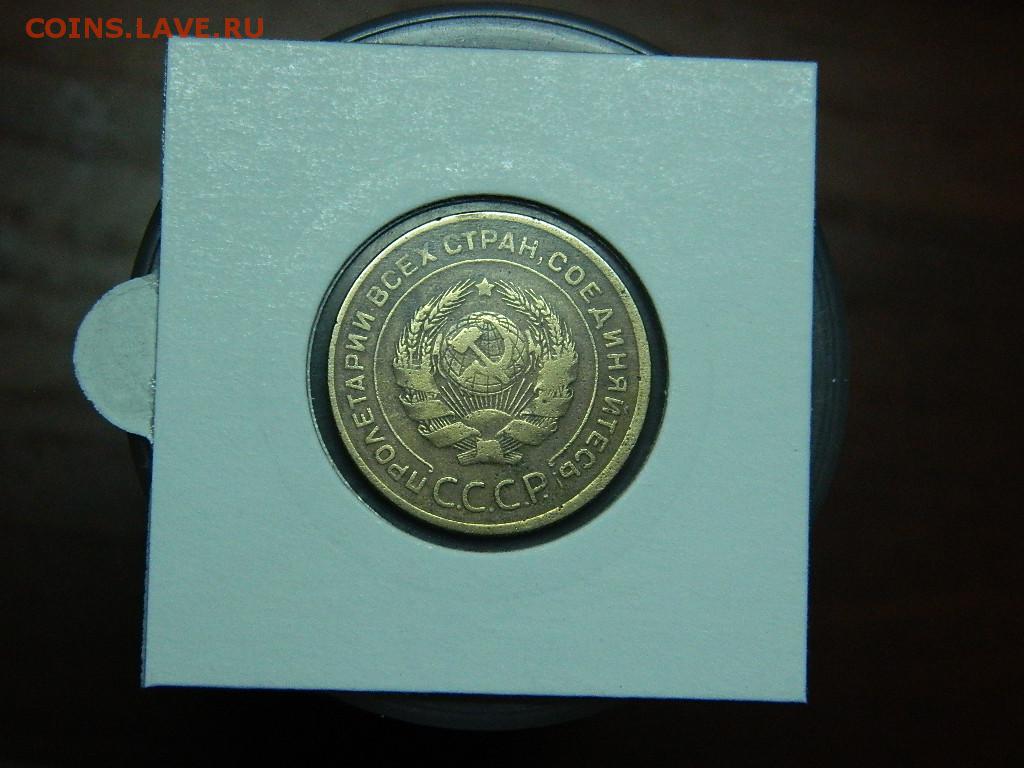 COINS.LAVE.RU
ПРОЛЕТАРИИ ВСЕХ СТРАН, СОЕДИНЯЙТЕСЬ!
С.С.С.Р.